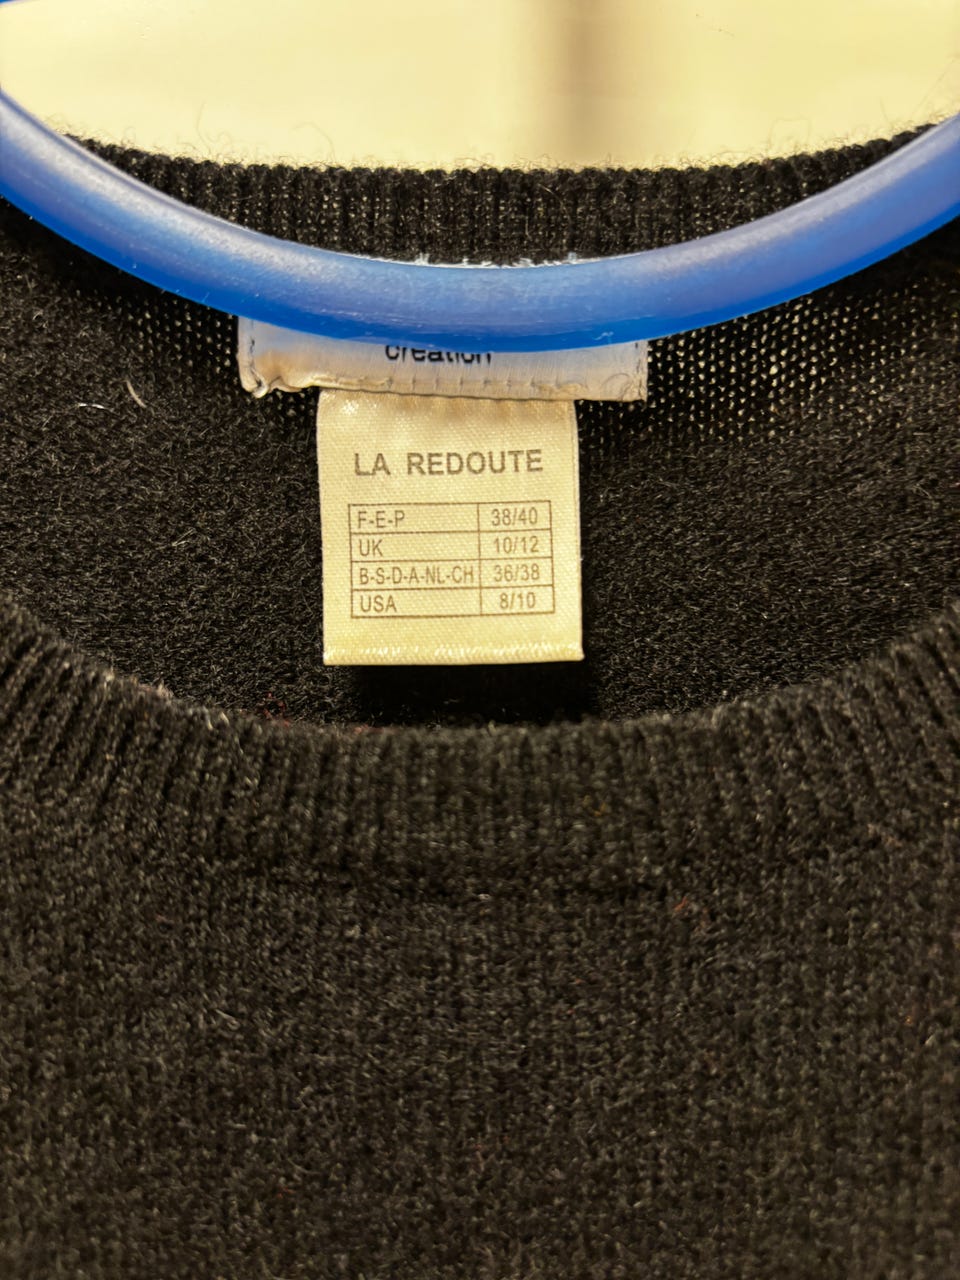 creation
LA REDOUTE
F-E-P 38/40
UK 10/12
B-S-D-A-NL-CH 36/38
USA 8/10